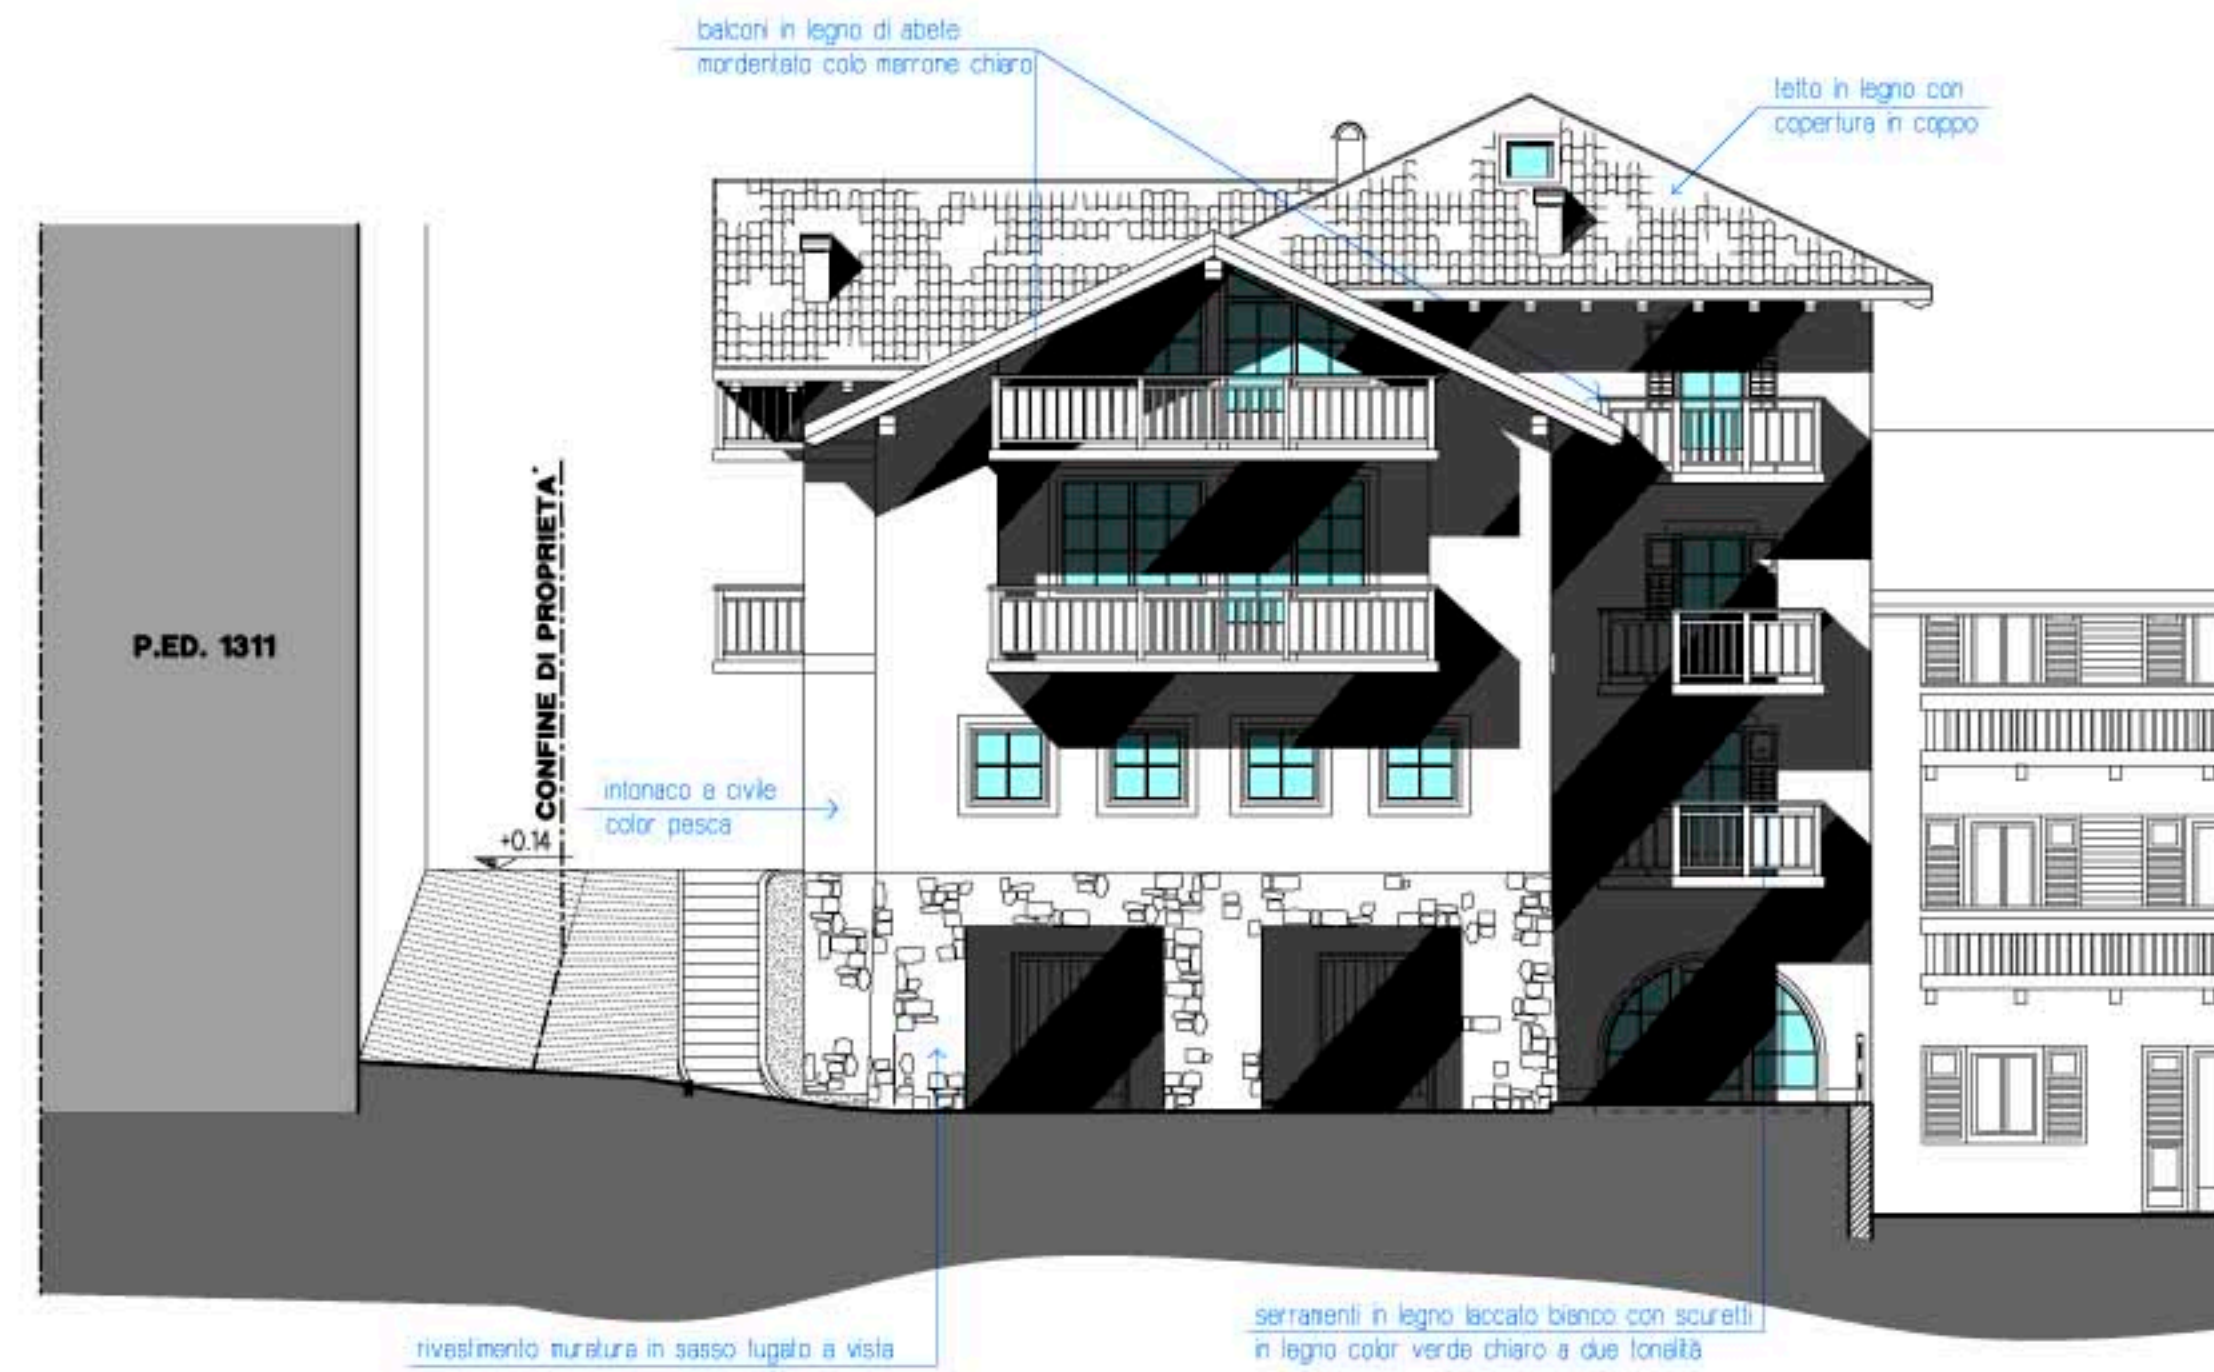 balconi in legno di abete
mordentato colo marrone chiaro
tetto in legno con
copertura in coppo
P.ED. 1311
CONFINE DI PROPRIETA'
intonaco a civile
color pesca
+0.14
rivestimento muratura in sasso fugato a vista
serramenti in legno laccato bianco con scuretti
in legno color verde chiaro a due tonalità